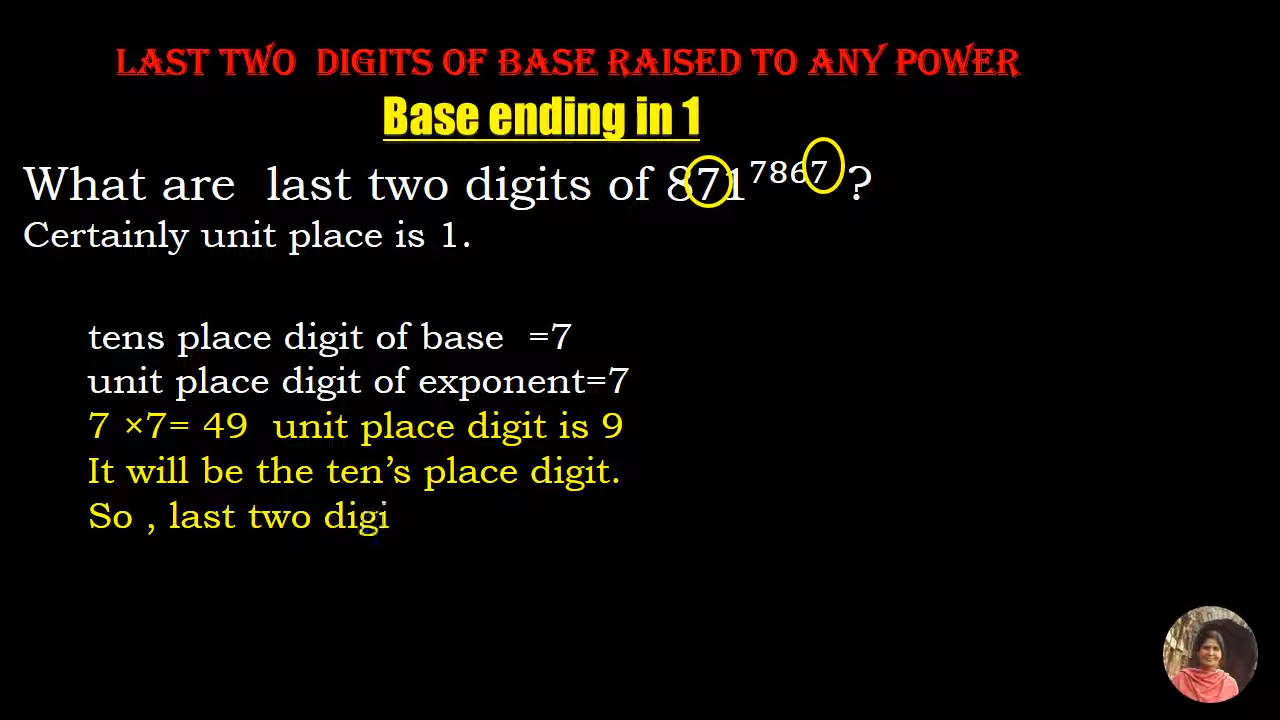 LAST TWO DIGITS OF BASE RAISED TO ANY POWER
Base ending in 1
What are last two digits of 871⁷⁸⁶⁷ ?
Certainly unit place is 1.
tens place digit of base =7
unit place digit of exponent=7
7 ×7= 49 unit place digit is 9
It will be the ten’s place digit.
So , last two digi